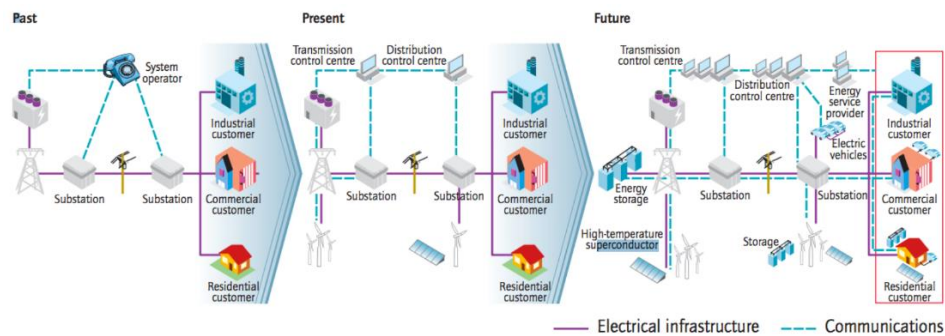 Past
System
operator
Substation
Substation
Industrial
customer
Commercial
customer
Residential
customer
Present
Transmission
control centre
Distribution
control centre
Substation
Substation
Industrial
customer
Commercial
customer
Residential
customer
Future
Transmission
control centre
Distribution
control centre
Energy
service
provider
Electric
vehicles
Energy
storage
Substation
Substation
High-temperature
superconductor
Storage
Industrial
customer
Commercial
customer
Residential
customer
Electrical infrastructure
Communications